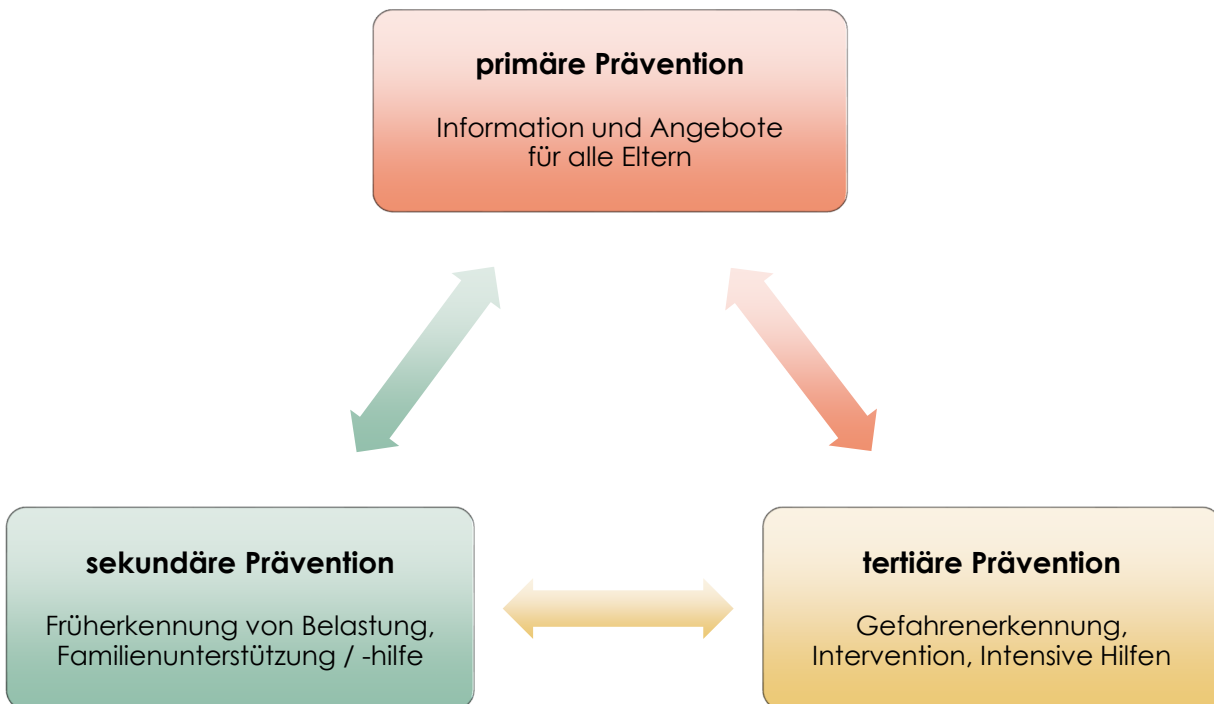 primäre Prävention
Information und Angebote
für alle Eltern
sekundäre Prävention
Früherkennung von Belastung,
Familienunterstützung / -hilfe
tertiäre Prävention
Gefahrenerkennung,
Intervention, Intensive Hilfen